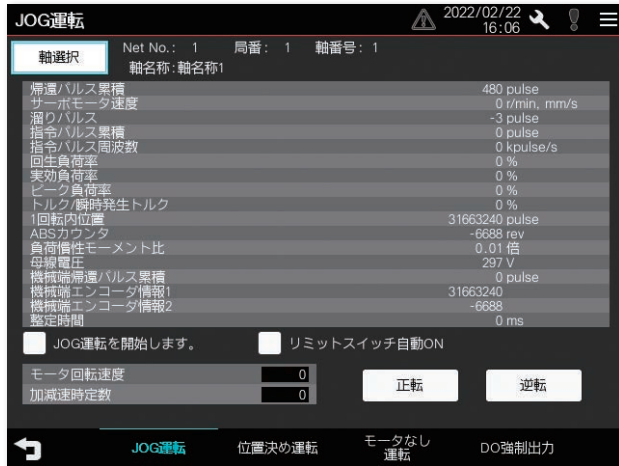 JOG運転
2022/02/22
16:06
軸選択
Net No.: 1 局番: 1 軸番号: 1
軸名称:軸名称1
帰還パルス累積 480 pulse
サーボモータ速度 0 r/min, mm/s
溜りパルス -3 pulse
指令パルス累積 0 pulse
指令パルス周波数 0 kpulse/s
回生負荷率 0 %
実効負荷率 0 %
ピーク負荷率 0 %
トルク/瞬時発生トルク 0 %
1回転内位置 31663240 pulse
ABSカウンタ -6688 rev
負荷慣性モーメント比 0.01 倍
母線電圧 297 V
機械端帰還パルス累積 0 pulse
機械端エンコーダ情報1 31663240
機械端エンコーダ情報2 -6688
整定時間 0 ms
JOG運転を開始します。 リミットスイッチ自動ON
モータ回転速度 0
加減速時定数 0
正転 逆転
JOG運転 位置決め運転 モータなし
運転 DO強制出力